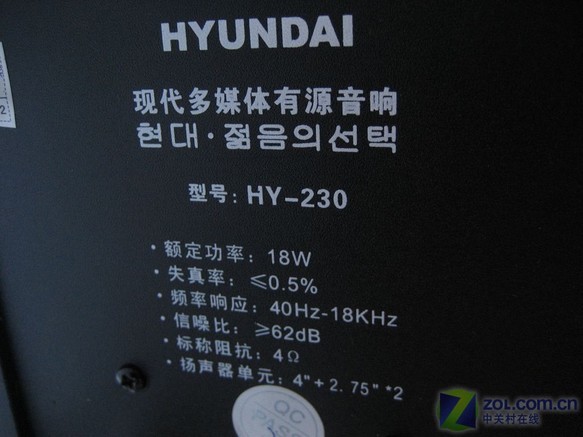 HYUNDAI
现代多媒体有源音响
현대·젊음의선택
型号: HY-230
·额定功率: 18W
·失真率: ≤0.5%
·频率响应: 40Hz-18KHz
·信噪比: ≥62dB
·标称阻抗: 4Ω
·扬声器单元: 4"+2.75"*2
QC
zol.com.cn
中关村在线